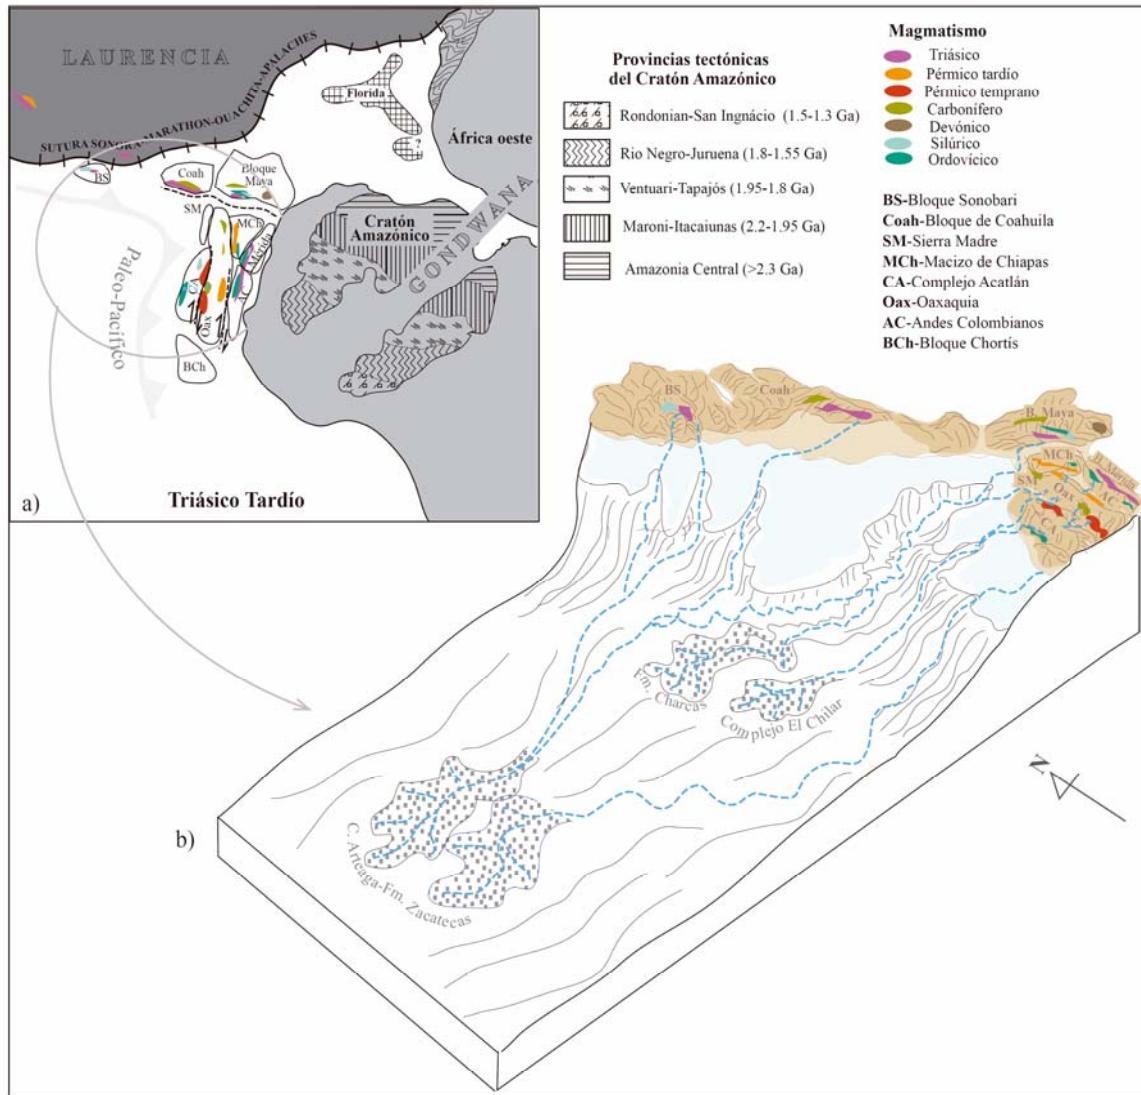 a)
LAURENCIA
SUTURA SONORA-MARATHON-OUACHITA-APALACHES
Florida
?
África oeste
BS
Coah
Bloque
Maya
SM
MCh
Mérida
CA
Oax
AC
BCh
Paleo-Pacífico
Cratón
Amazónico
GONDWANA
Triásico Tardío
Provincias tectónicas
del Cratón Amazónico
Rondonian-San Ingnácio (1.5-1.3 Ga)
Rio Negro-Juruena (1.8-1.55 Ga)
Ventuari-Tapajós (1.95-1.8 Ga)
Maroni-Itacaiunas (2.2-1.95 Ga)
Amazonia Central (>2.3 Ga)
Magmatismo
Triásico
Pérmico tardío
Pérmico temprano
Carbonífero
Devónico
Silúrico
Ordovícico
BS-Bloque Sonobari
Coah-Bloque de Coahuila
SM-Sierra Madre
MCh-Macizo de Chiapas
CA-Complejo Acatlán
Oax-Oaxaquia
AC-Andes Colombianos
BCh-Bloque Chortís
b)
BS
Coah
B. Maya
MCh
B. Merida
SM
Oax
AC
CA
Fm. Charcas
Complejo El Chilar
C. Arteaga-Fm. Zacatecas
N